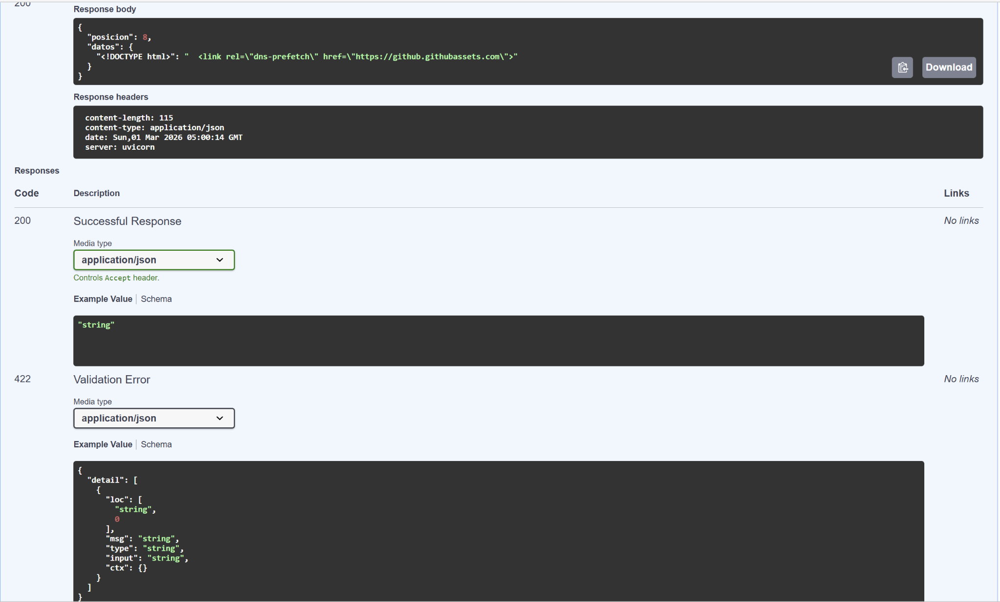 200
Response body
{
  "posicion": 8,
  "datos": {
    "<!DOCTYPE html>": "  <link rel=\"dns-prefetch\" href=\"https://github.githubassets.com\">"
  }
}
Download
Response headers
content-length: 115
content-type: application/json
date: Sun,01 Mar 2026 05:00:14 GMT
server: uvicorn
Responses
Code Description Links
200 Successful Response No links
Media type
application/json
Controls Accept header.
Example Value Schema
"string"
422 Validation Error No links
Media type
application/json
Example Value Schema
{
  "detail": [
    {
      "loc": [
        "string",
        0
      ],
      "msg": "string",
      "type": "string",
      "input": "string",
      "ctx": {}
    }
  ]
}